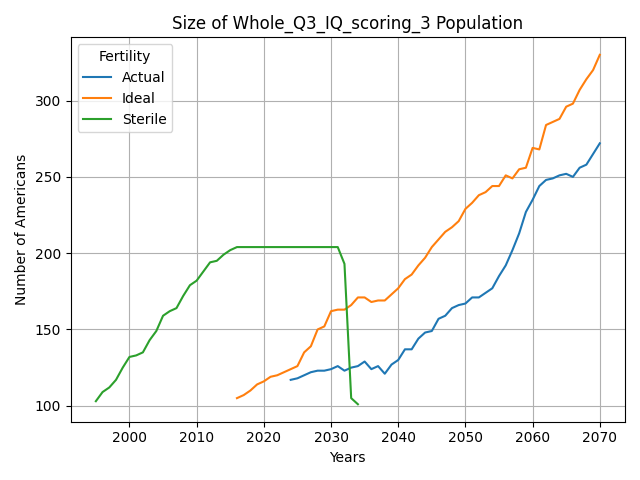 Size of Whole_Q3_IQ_scoring_3 Population
Fertility
Actual
Ideal
Sterile
Number of Americans
300
250
200
150
100
2000 2010 2020 2030 2040 2050 2060 2070
Years